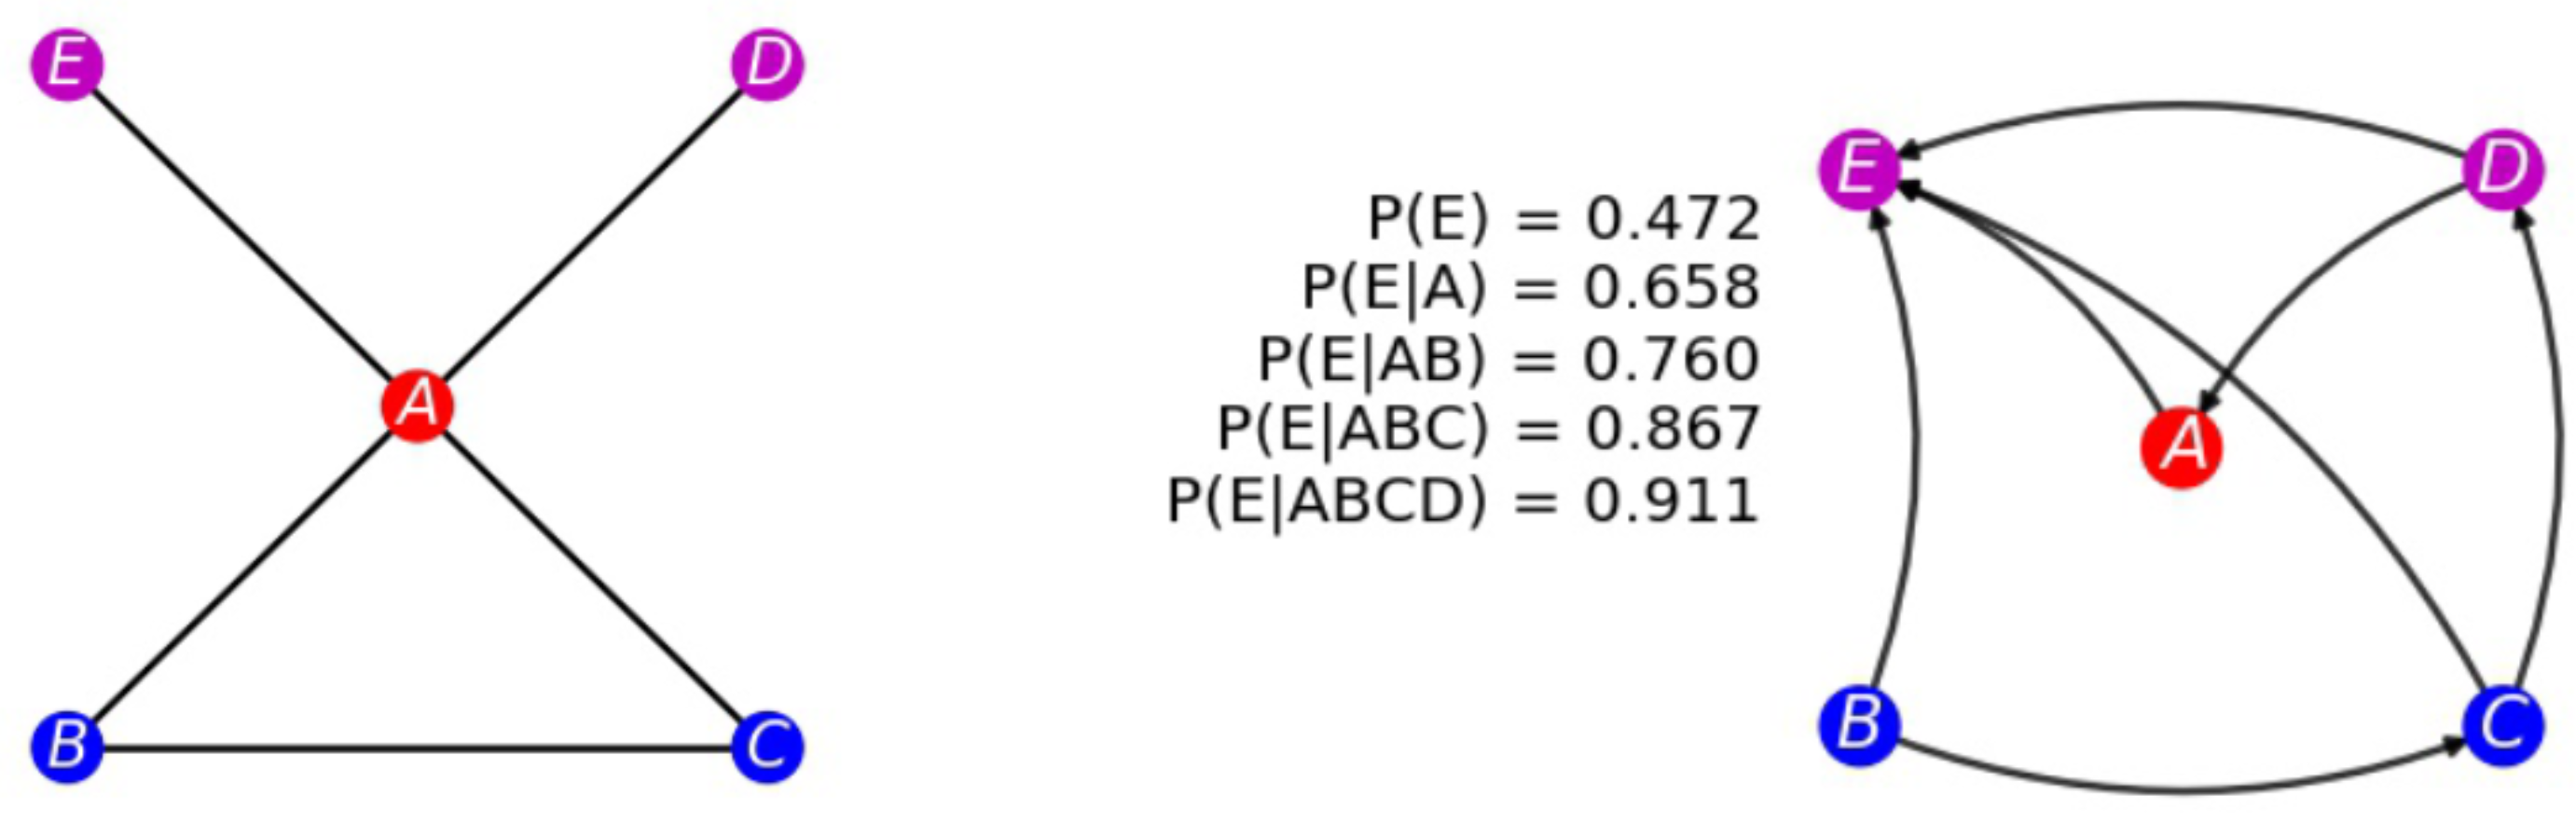 E
D
A
B
C
P(E) = 0.472
P(E|A) = 0.658
P(E|AB) = 0.760
P(E|ABC) = 0.867
P(E|ABCD) = 0.911
E
D
A
B
C